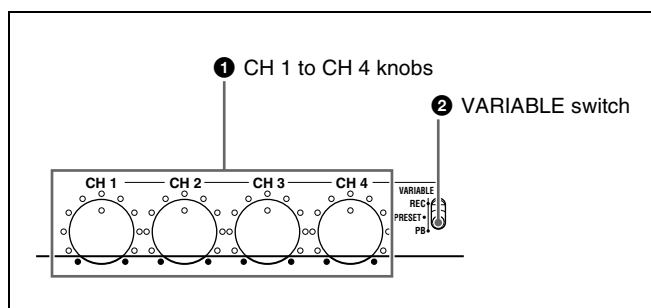 ❶ CH 1 to CH 4 knobs
❷ VARIABLE switch
CH 1 CH 2 CH 3 CH 4
VARIABLE
REC
PRESET
PB